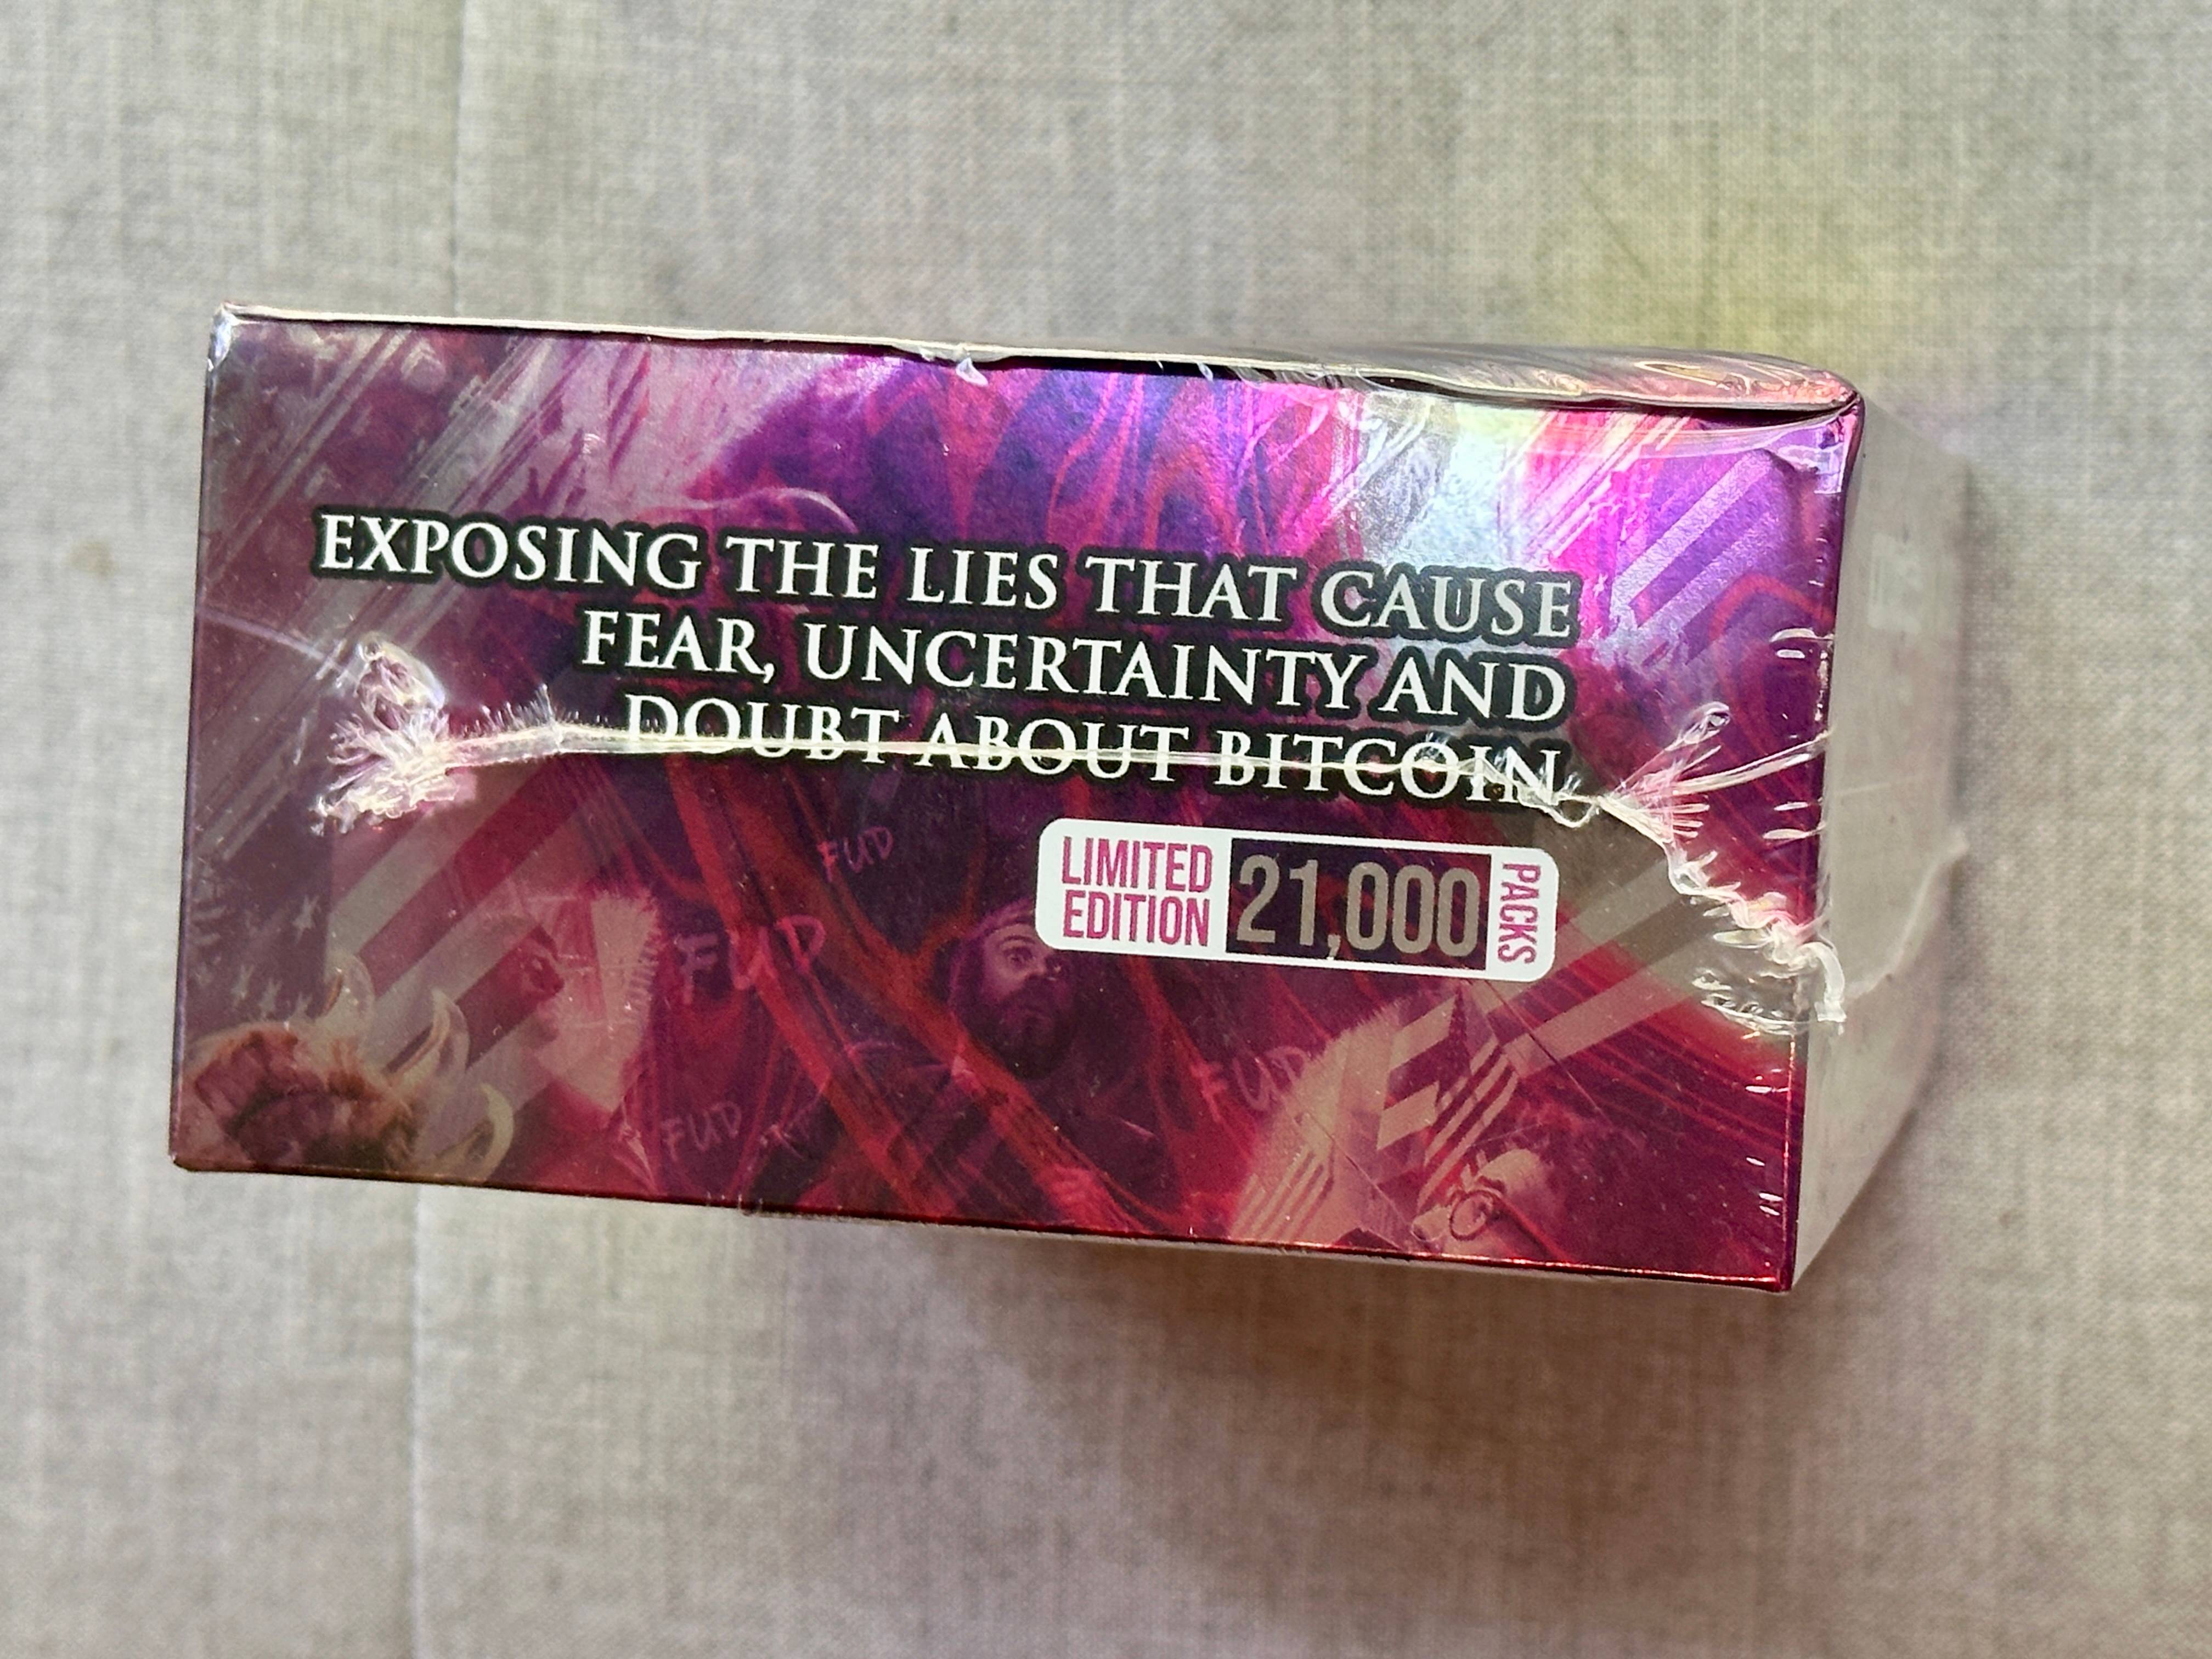 EXPOSING THE LIES THAT CAUSE
FEAR, UNCERTAINTY AND
DOUBT ABOUT BITCOIN.
LIMITED
EDITION
21,000
PACKS
FUD
FUD
FUD
FUD